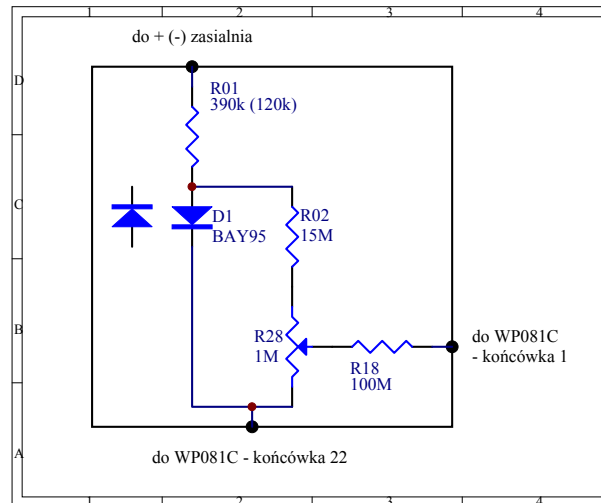 1 2 3 4
do + (-) zasialnia
D
R01
390k (120k)
C
D1
BAY95
R02
15M
B
R28
1M
R18
100M
do WP081C
- końcówka 1
A
do WP081C - końcówka 22
1 2 3 4